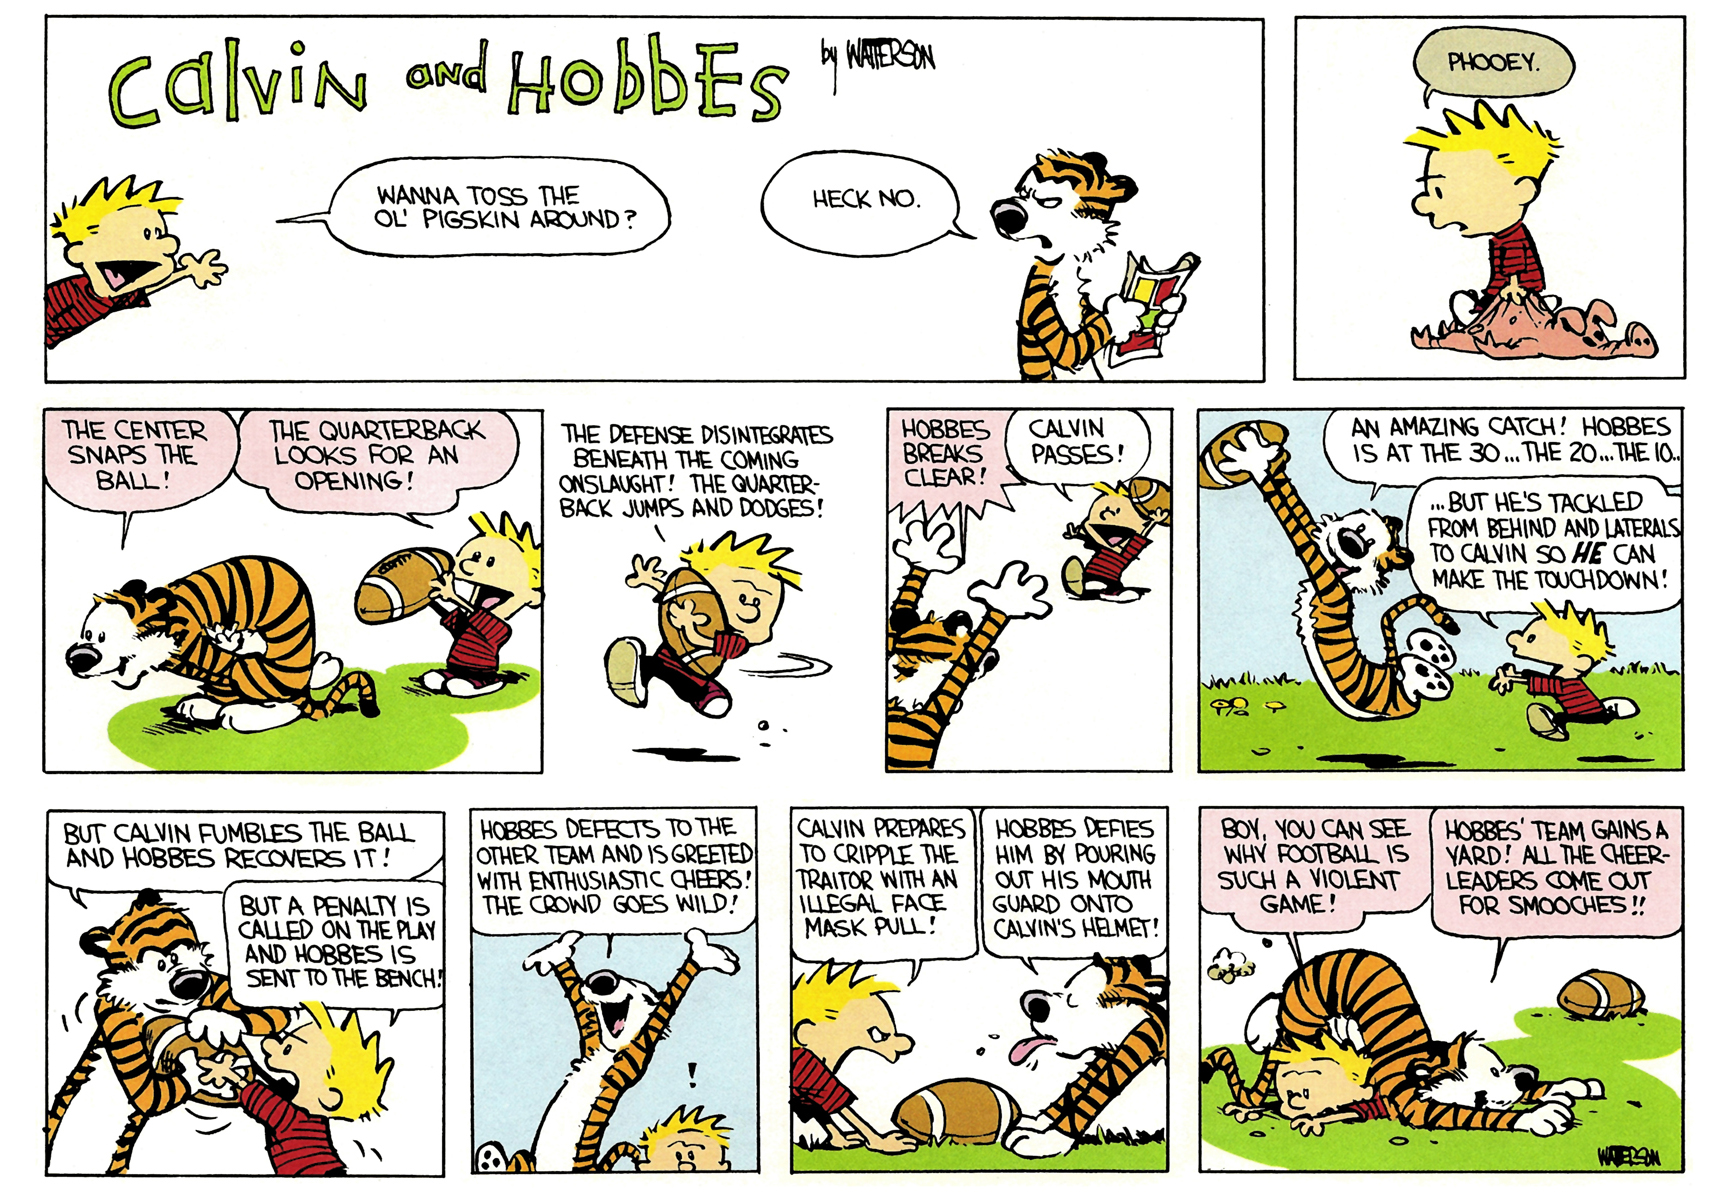 CALVIN AND HOBBES
by WATTERSON
WANNA TOSS THE
OL' PIGSKIN AROUND?
HECK NO.
PHOOEY.
THE CENTER
SNAPS THE
BALL!
THE QUARTERBACK
LOOKS FOR AN
OPENING!
THE DEFENSE DISINTEGRATES
BENEATH THE COMING
ONSLAUGHT! THE QUARTER-
BACK JUMPS AND DODGES!
HOBBES
BREAKS
CLEAR!
CALVIN
PASSES!
AN AMAZING CATCH! HOBBES
IS AT THE 30...THE 20...THE 10..
...BUT HE'S TACKLED
FROM BEHIND AND LATERALS
TO CALVIN SO HE CAN
MAKE THE TOUCHDOWN!
BUT CALVIN FUMBLES THE BALL
AND HOBBES RECOVERS IT!
BUT A PENALTY IS
CALLED ON THE PLAY
AND HOBBES IS
SENT TO THE BENCH!
HOBBES DEFECTS TO THE
OTHER TEAM AND IS GREETED
WITH ENTHUSIASTIC CHEERS!
THE CROWD GOES WILD!
!
CALVIN PREPARES
TO CRIPPLE THE
TRAITOR WITH AN
ILLEGAL FACE
MASK PULL!
HOBBES DEFIES
HIM BY POURING
OUT HIS MOUTH
GUARD ONTO
CALVIN'S HELMET!
BOY, YOU CAN SEE
WHY FOOTBALL IS
SUCH A VIOLENT
GAME!
HOBBES' TEAM GAINS A
YARD! ALL THE CHEER-
LEADERS COME OUT
FOR SMOOCHES!!
WATTERSON